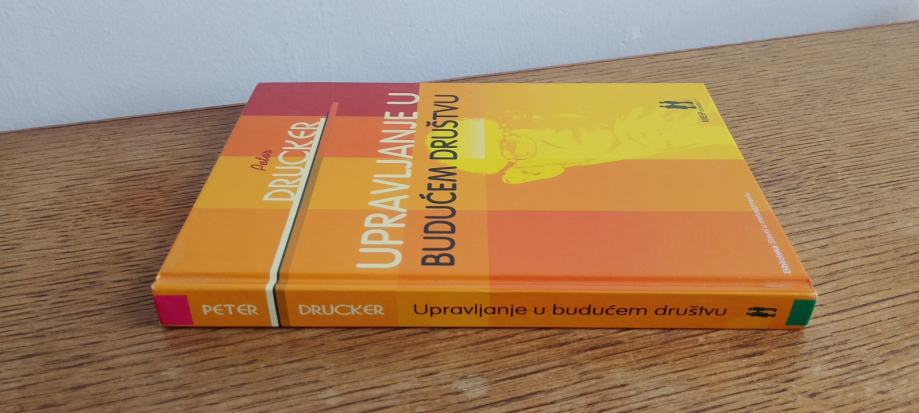 Peter
DRUCKER
UPRAVLJANJE U
BUDUĆEM DRUŠTVU
PETER DRUCKER Upravljanje u budućem društvu